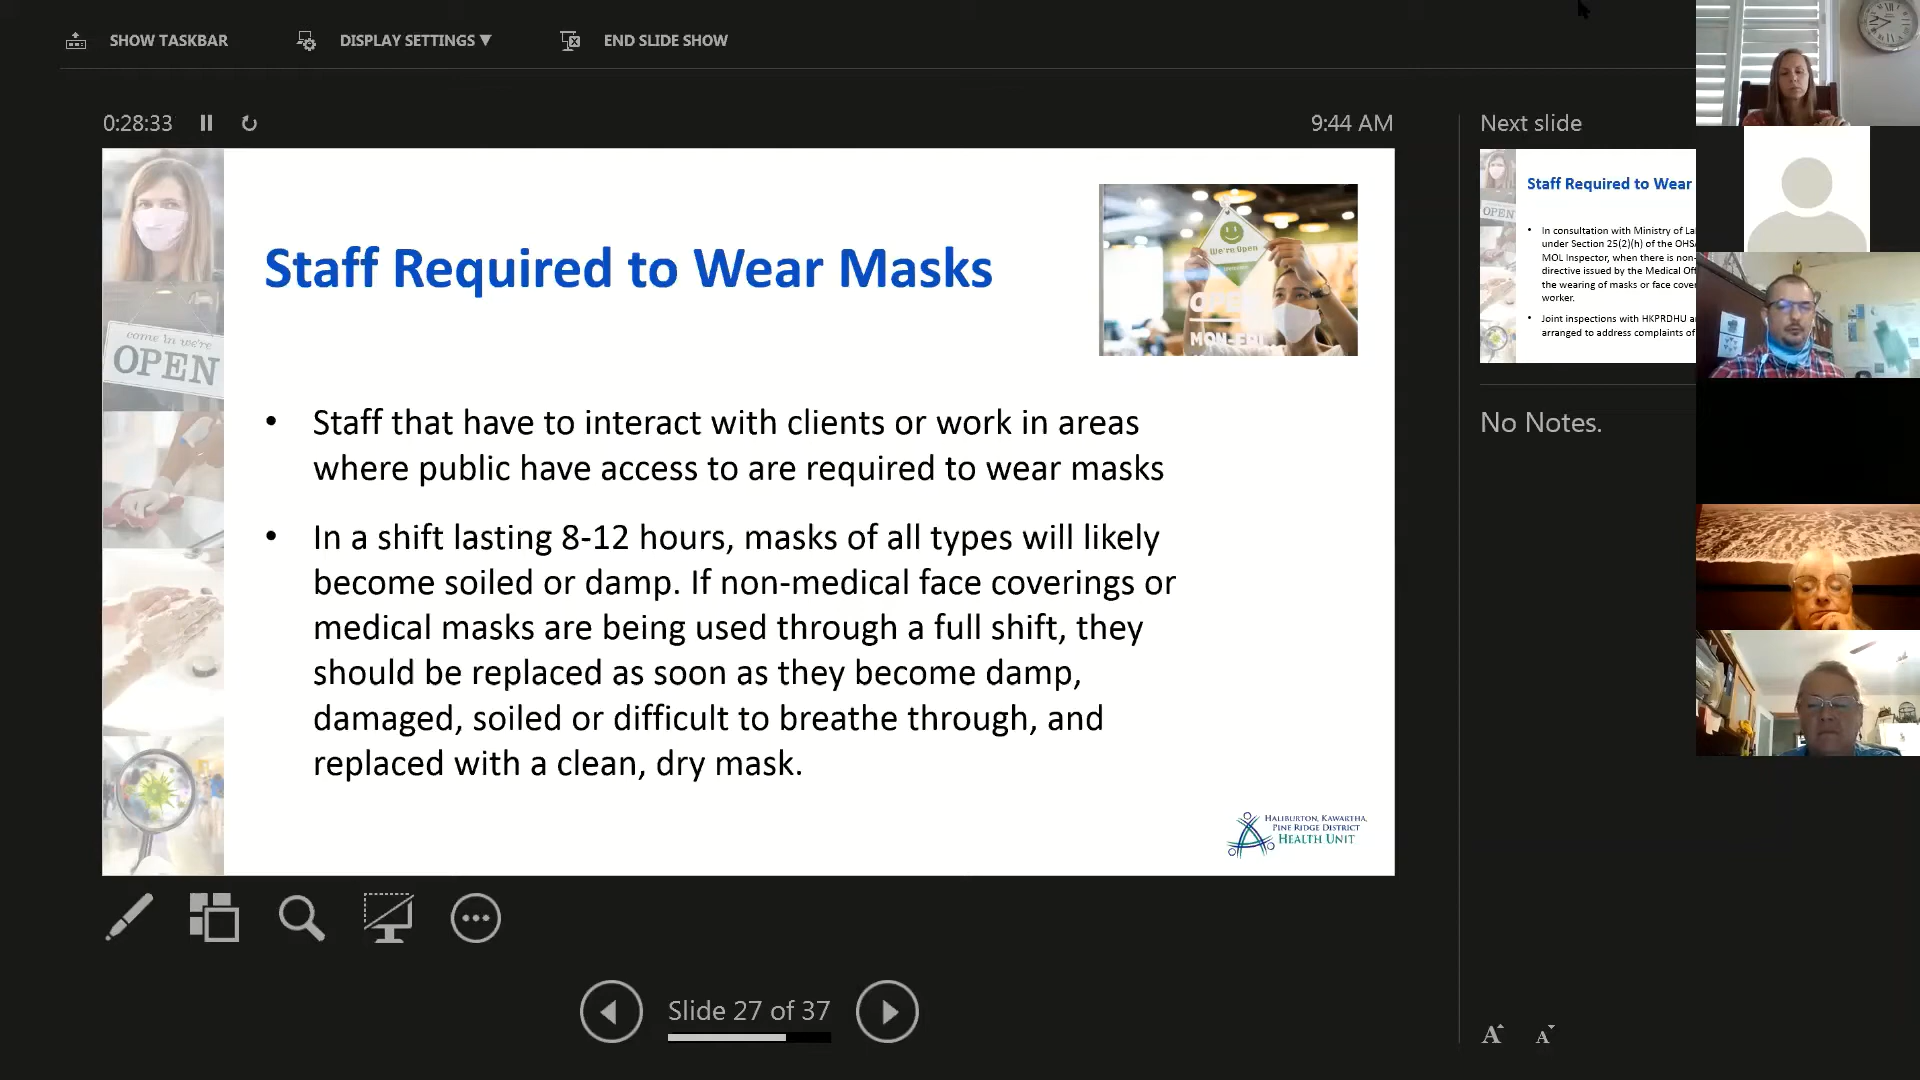 SHOW TASKBAR
DISPLAY SETTINGS ▼
END SLIDE SHOW
0:28:33
9:44 AM
Next slide
Staff Required to Wear Masks
We're Open
OPEN
MON-FRI
come in we're
OPEN
• Staff that have to interact with clients or work in areas
where public have access to are required to wear masks
• In a shift lasting 8-12 hours, masks of all types will likely
become soiled or damp. If non-medical face coverings or
medical masks are being used through a full shift, they
should be replaced as soon as they become damp,
damaged, soiled or difficult to breathe through, and
replaced with a clean, dry mask.
HALIBURTON, KAWARTHA,
PINE RIDGE DISTRICT
HEALTH UNIT
Staff Required to Wear
OPEN
• In consultation with Ministry of
under Section 25(2)(h) of the
MOL Inspector, when there is
directive issued by the Medical
the wearing of masks or face
worker.
• Joint inspections with HKPRDHU
arranged to address complaints of
No Notes.
Slide 27 of 37
A A